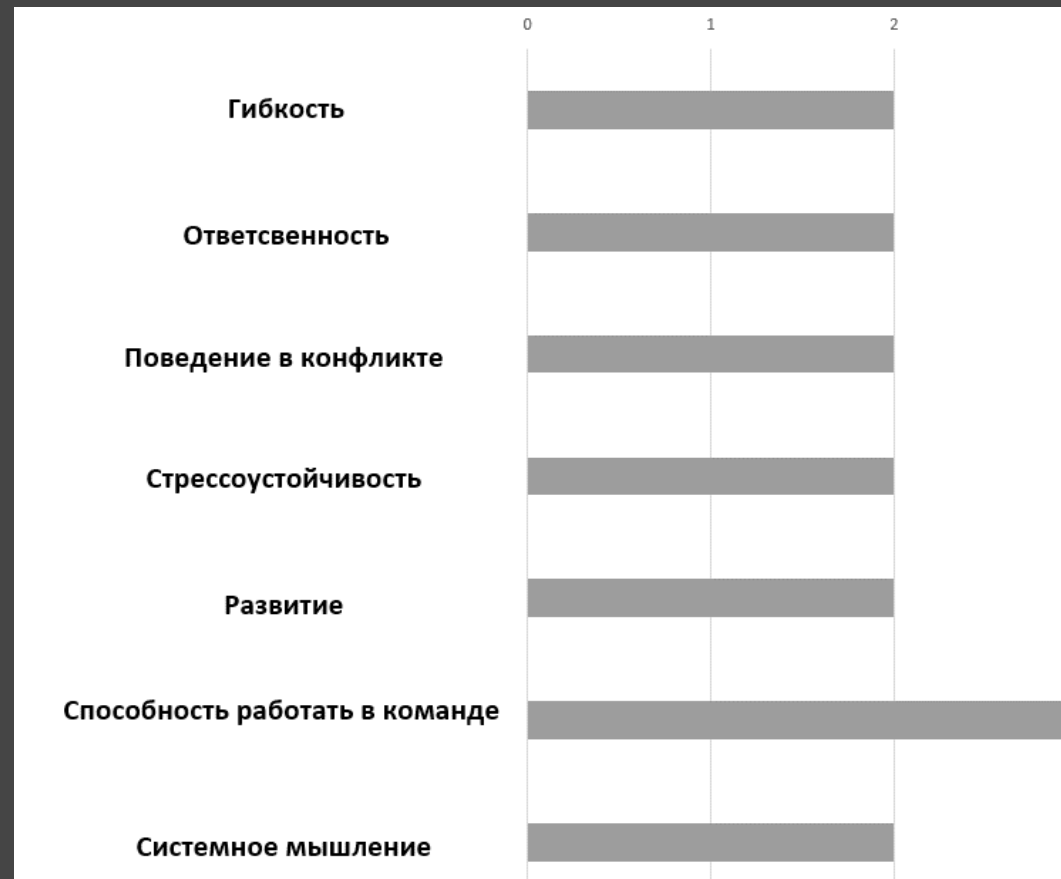 0 1 2
Гибкость
Ответсвенность
Поведение в конфликте
Стрессоустойчивость
Развитие
Способность работать в команде
Системное мышление